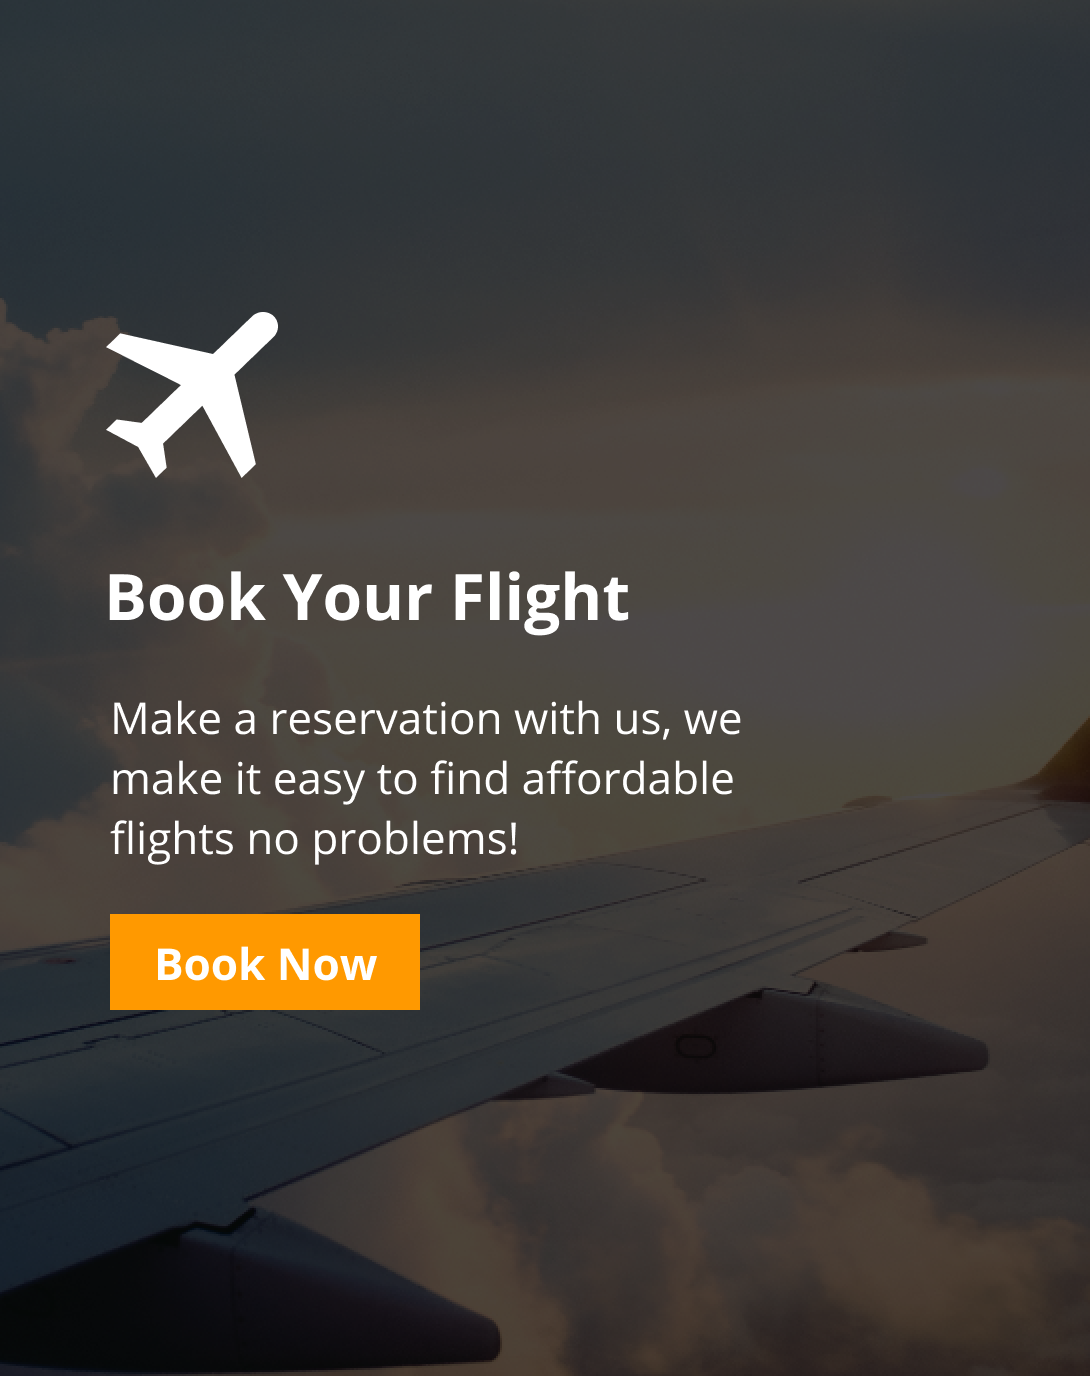 Book Your Flight
Make a reservation with us, we
make it easy to find affordable
flights no problems!
Book Now